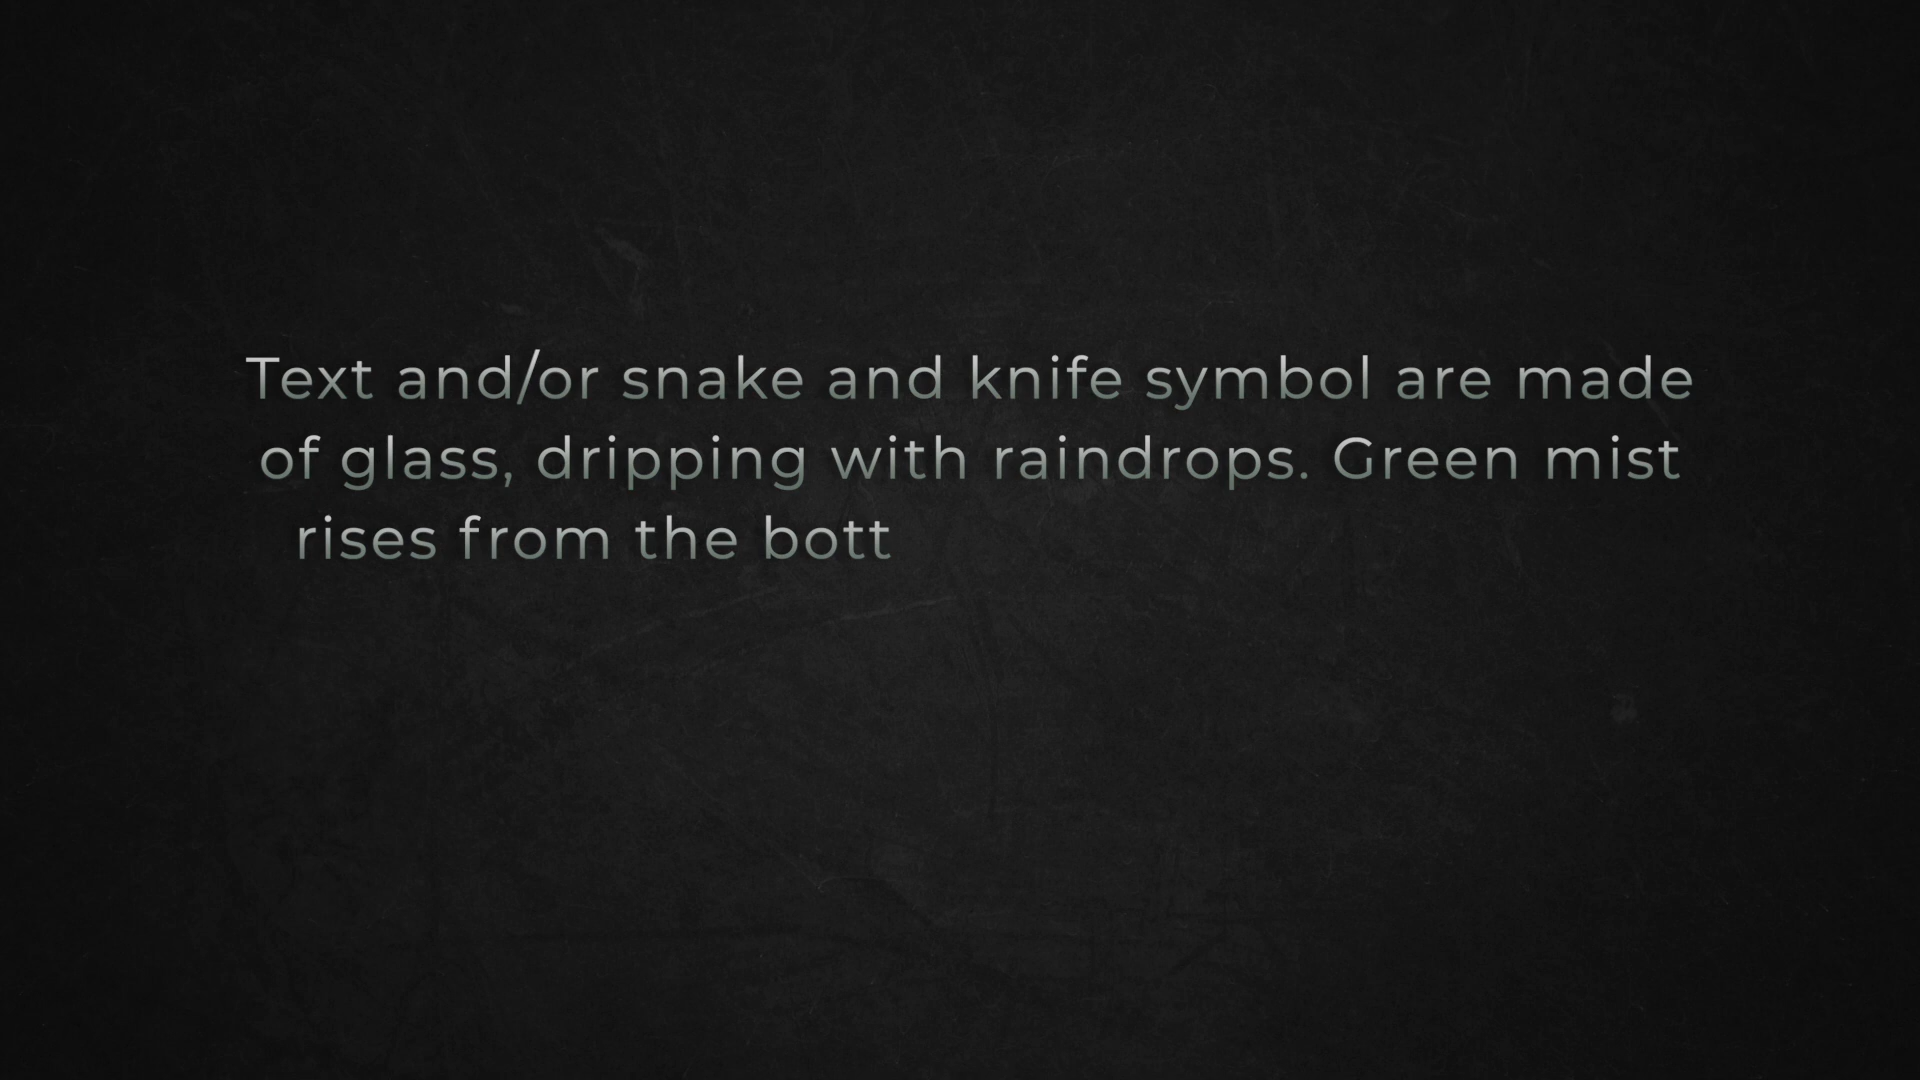 Text and/or snake and knife symbol are made
of glass, dripping with raindrops. Green mist
rises from the bott